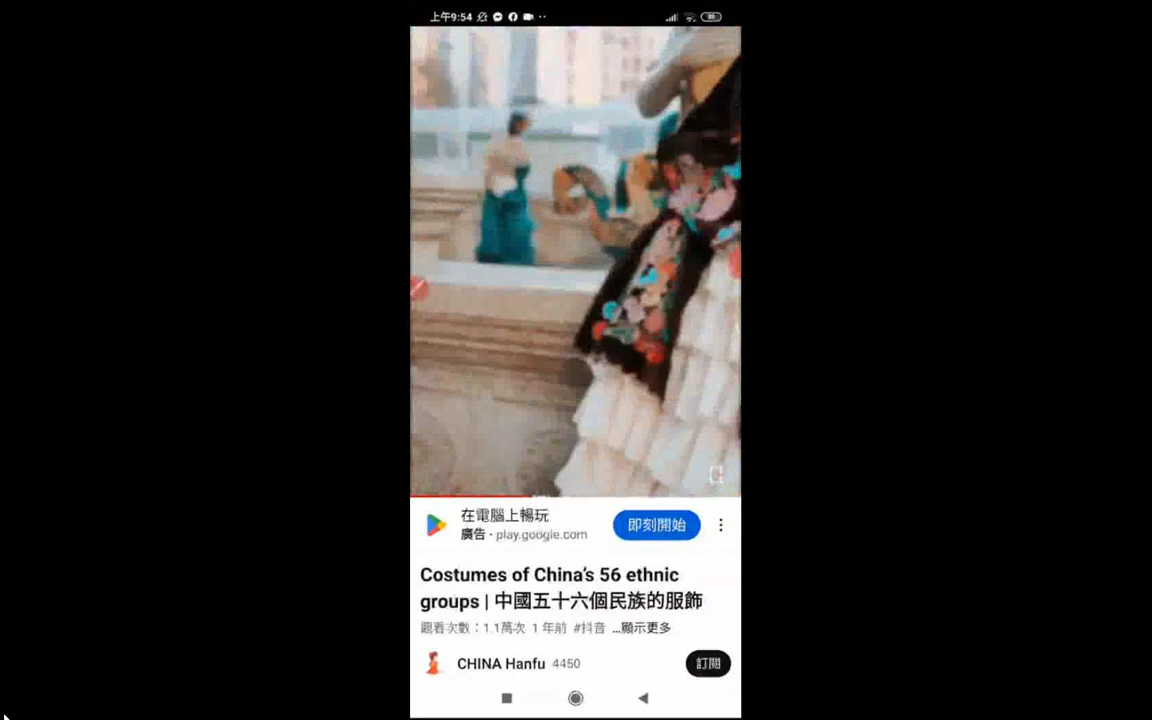 上午9:54
在電腦上暢玩
廣告 · play.google.com
即刻開始
Costumes of China's 56 ethnic
groups | 中國五十六個民族的服飾
觀看次數：1.1萬次 1 年前 #抖音 ...顯示更多
CHINA Hanfu 4450
訂閱